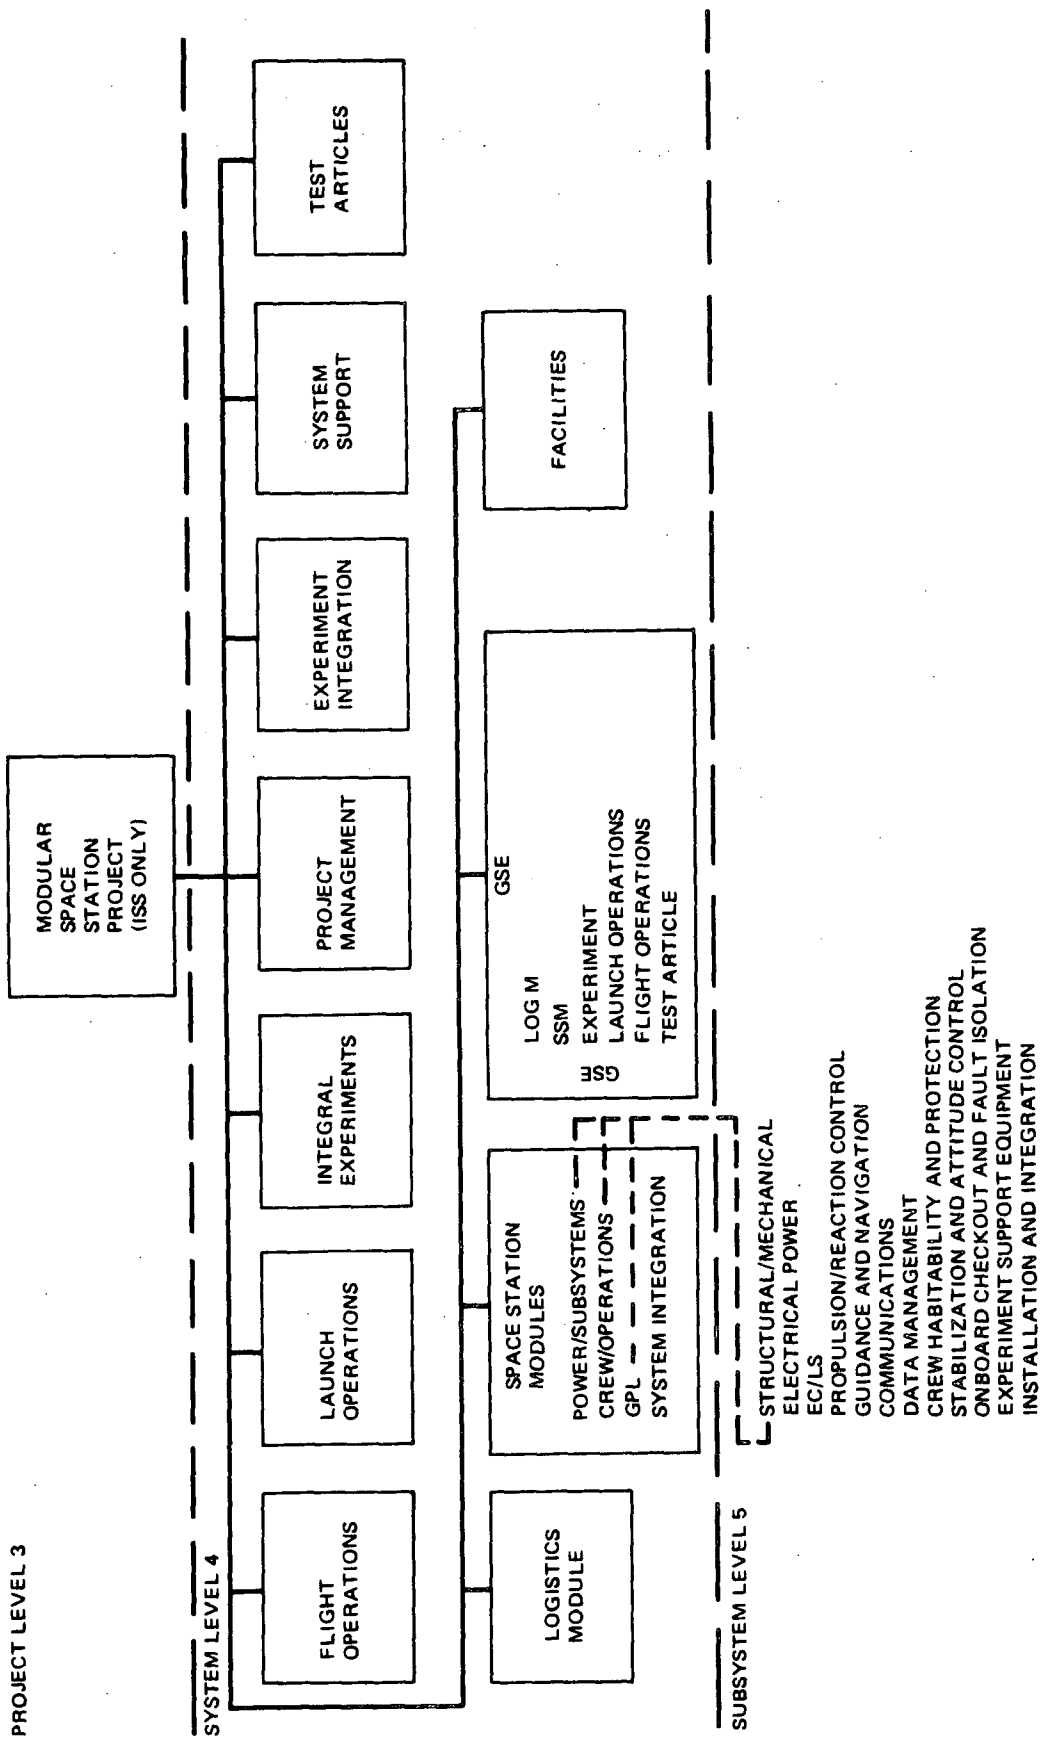 PROJECT LEVEL 3
MODULAR
SPACE
STATION
PROJECT
(ISS ONLY)
SYSTEM LEVEL 4
FLIGHT
OPERATIONS
LAUNCH
OPERATIONS
INTEGRAL
EXPERIMENTS
PROJECT
MANAGEMENT
EXPERIMENT
INTEGRATION
SYSTEM
SUPPORT
TEST
ARTICLES
LOGISTICS
MODULE
SPACE STATION
MODULES
POWER/SUBSYSTEMS
CREW/OPERATIONS
GPL
SYSTEM INTEGRATION
GSE
LOG M
SSM
EXPERIMENT
LAUNCH OPERATIONS
FLIGHT OPERATIONS
TEST ARTICLE
GSE
FACILITIES
SUBSYSTEM LEVEL 5
STRUCTURAL/MECHANICAL
ELECTRICAL POWER
EC/LS
PROPULSION/REACTION CONTROL
GUIDANCE AND NAVIGATION
COMMUNICATIONS
DATA MANAGEMENT
CREW HABITABILITY AND PROTECTION
STABILIZATION AND ATTITUDE CONTROL
ONBOARD CHECKOUT AND FAULT ISOLATION
EXPERIMENT SUPPORT EQUIPMENT
INSTALLATION AND INTEGRATION